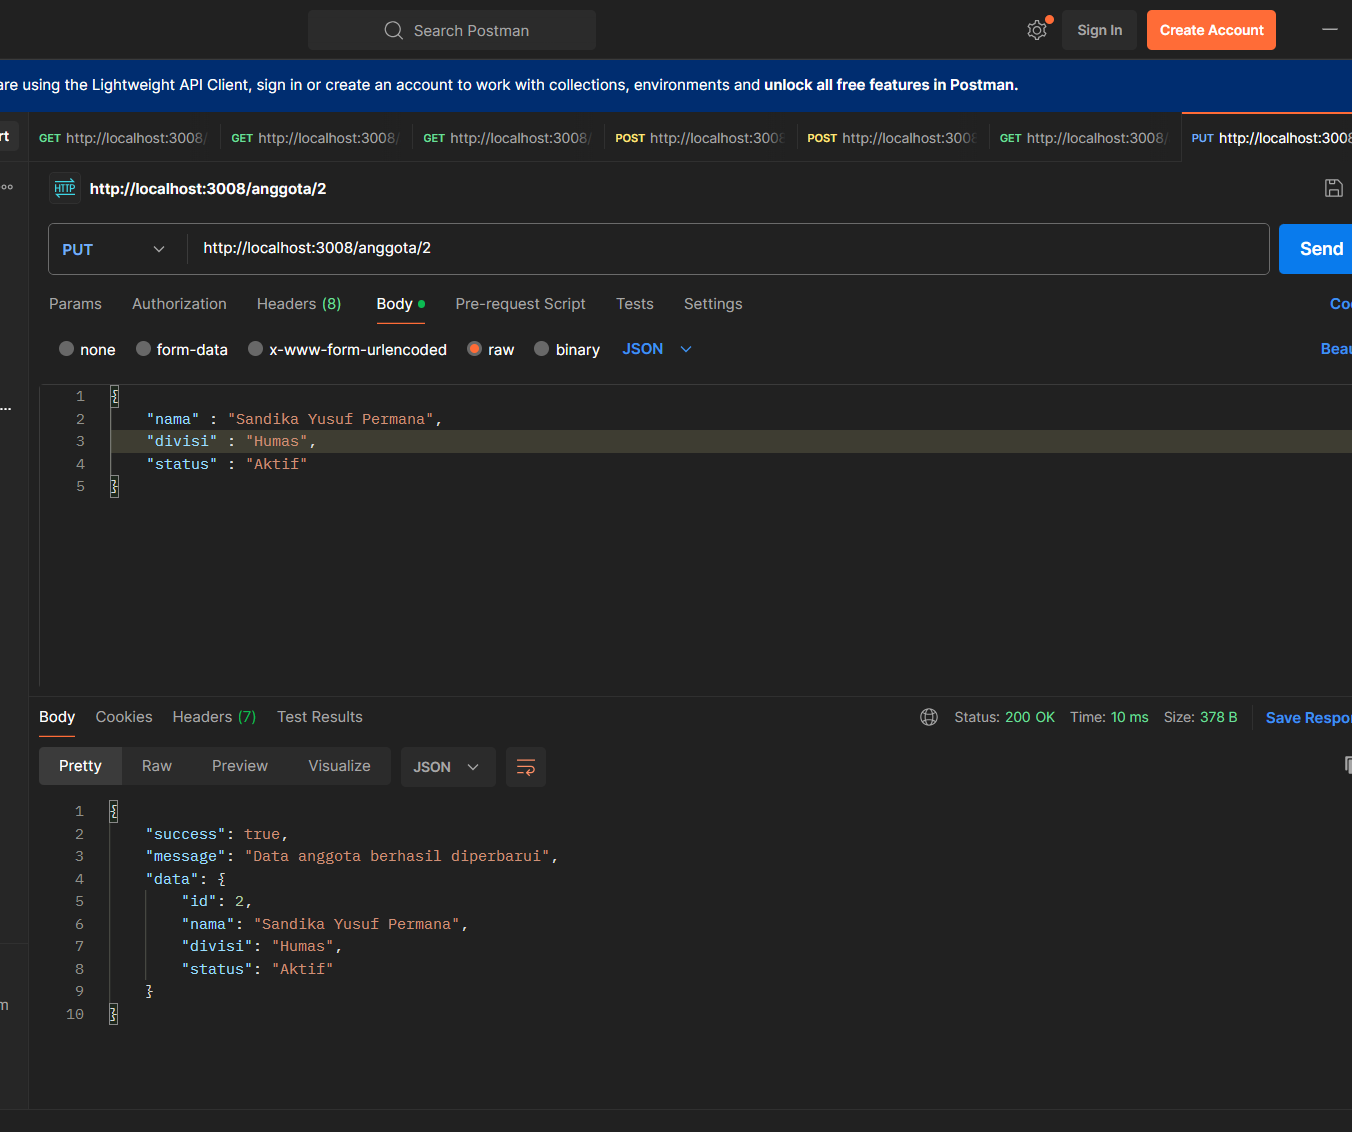 Search Postman
Sign In
Create Account
are using the Lightweight API Client, sign in or create an account to work with collections, environments and unlock all free features in Postman.
GET http://localhost:3008/
GET http://localhost:3008/
GET http://localhost:3008/
POST http://localhost:3008
POST http://localhost:3008
GET http://localhost:3008/
PUT http://localhost:3008
HTTP http://localhost:3008/anggota/2
PUT http://localhost:3008/anggota/2
Send
Params Authorization Headers (8) Body Pre-request Script Tests Settings
none form-data x-www-form-urlencoded raw binary JSON
1 {
2 "nama" : "Sandika Yusuf Permana",
3 "divisi" : "Humas",
4 "status" : "Aktif"
5 }
Body Cookies Headers (7) Test Results
Status: 200 OK Time: 10 ms Size: 378 B
Save Respo
Pretty Raw Preview Visualize JSON
1 {
2 "success": true,
3 "message": "Data anggota berhasil diperbarui",
4 "data": {
5 "id": 2,
6 "nama": "Sandika Yusuf Permana",
7 "divisi": "Humas",
8 "status": "Aktif"
9 }
10 }